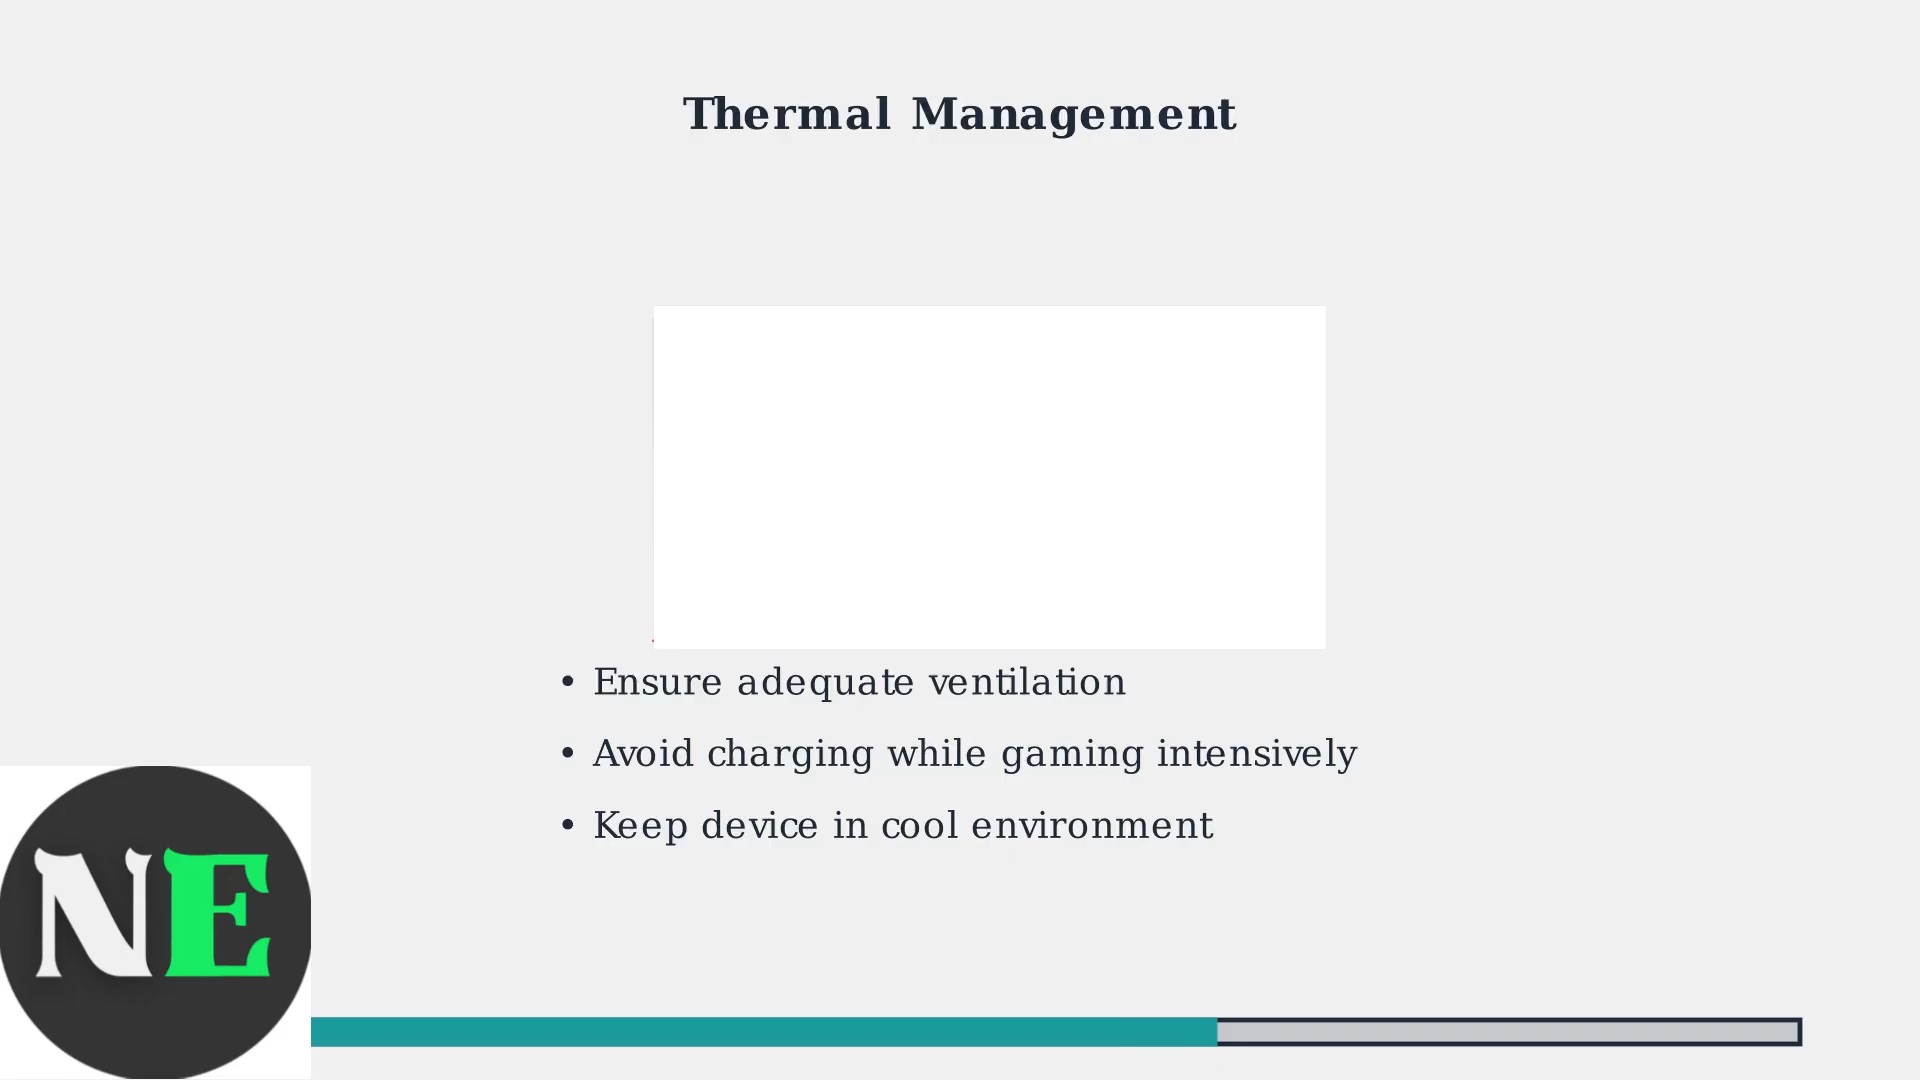 Thermal Management
• Ensure adequate ventilation
• Avoid charging while gaming intensively
• Keep device in cool environment
NE